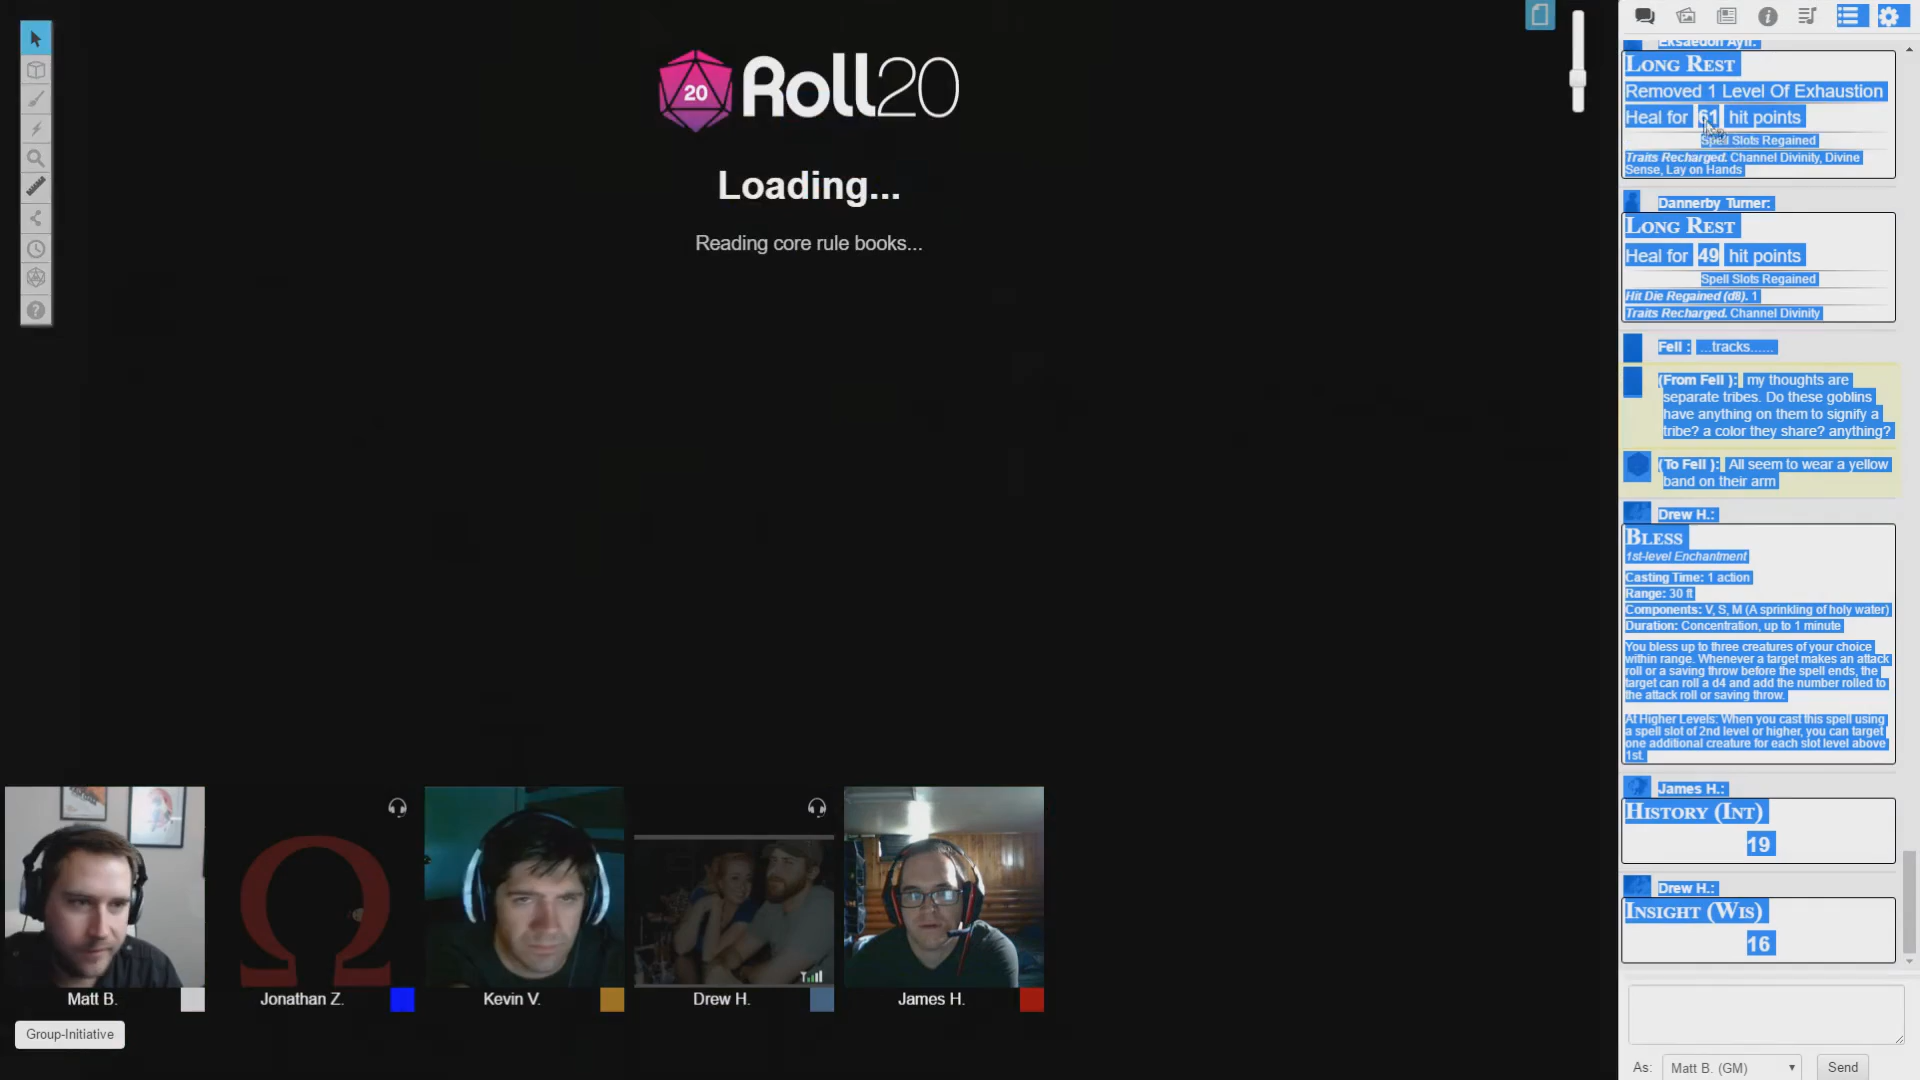 20
Roll20
Loading...
Reading core rule books...
Eksaedon Ayii:
Long Rest
Removed 1 Level Of Exhaustion
Heal for 61 hit points
Spell Slots Regained
Traits Recharged. Channel Divinity, Divine
Sense, Lay on Hands
Dannerby Turner:
Long Rest
Heal for 49 hit points
Spell Slots Regained
Hit Die Regained (d8). 1
Traits Recharged. Channel Divinity
Fell : ...tracks......
(From Fell ): my thoughts are
separate tribes. Do these goblins
have anything on them to signify a
tribe? a color they share? anything?
(To Fell ): All seem to wear a yellow
band on their arm
Drew H.:
Bless
1st-level Enchantment
Casting Time: 1 action
Range: 30 ft
Components: V, S, M (A sprinkling of holy water)
Duration: Concentration, up to 1 minute
You bless up to three creatures of your choice
within range. Whenever a target makes an attack
roll or a saving throw before the spell ends, the
target can roll a d4 and add the number rolled to
the attack roll or saving throw.
At Higher Levels: When you cast this spell using
a spell slot of 2nd level or higher, you can target
one additional creature for each slot level above
1st.
James H.:
History (Int)
19
Drew H.:
Insight (Wis)
16
Matt B.
Jonathan Z.
Kevin V.
Drew H.
James H.
Group-Initiative
As: Matt B. (GM)
Send